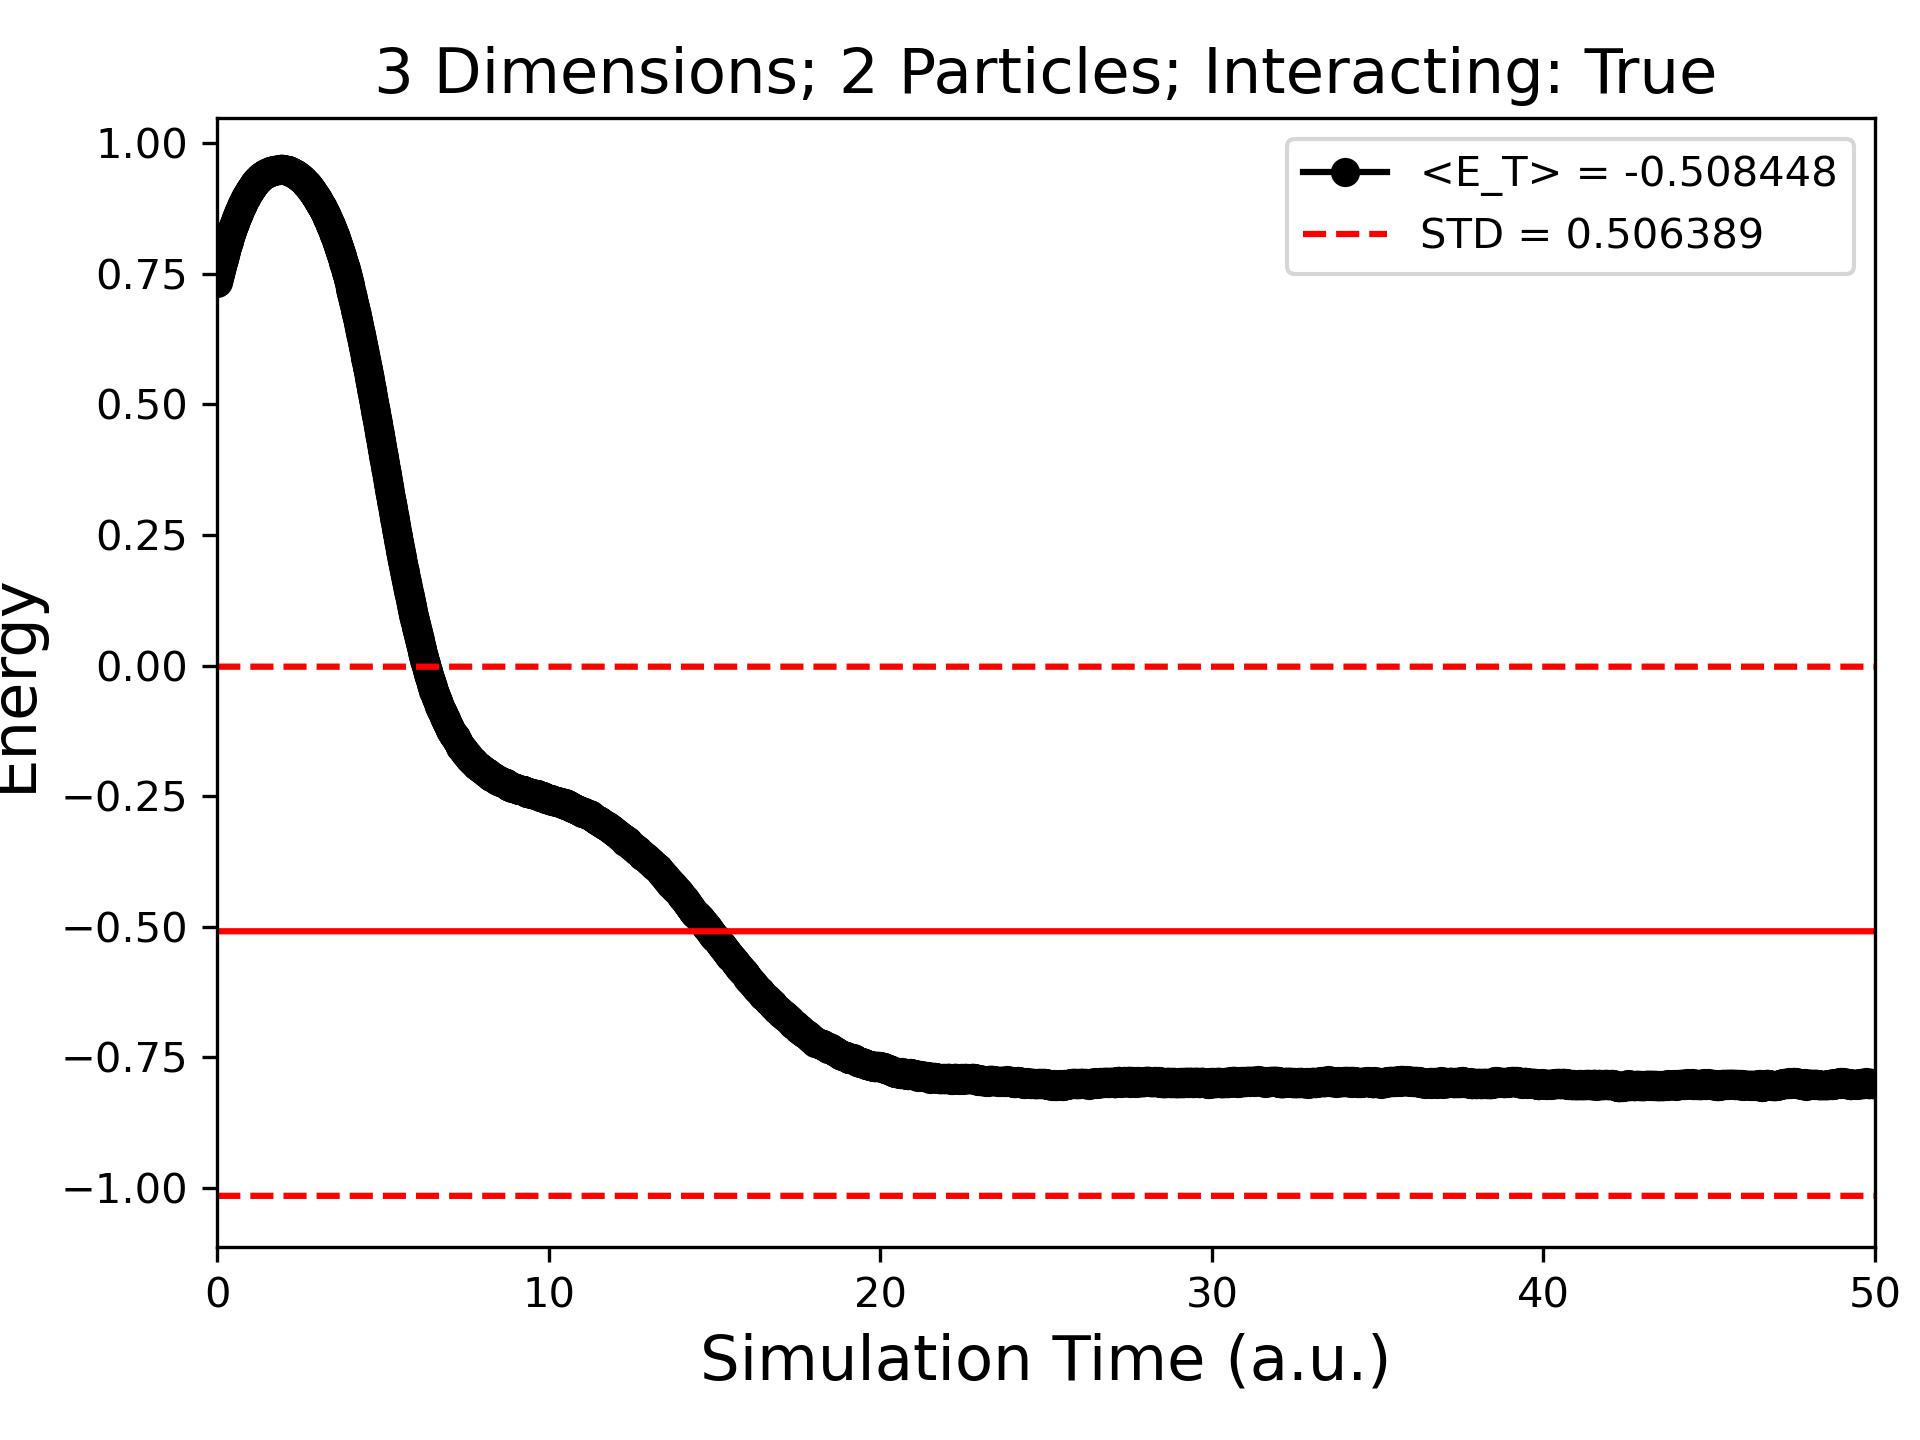 3 Dimensions; 2 Particles; Interacting: True
<E_T> = -0.508448
STD = 0.506389
1.00
0.75
0.50
0.25
0.00
−0.25
−0.50
−0.75
−1.00
Energy
0 10 20 30 40 50
Simulation Time (a.u.)